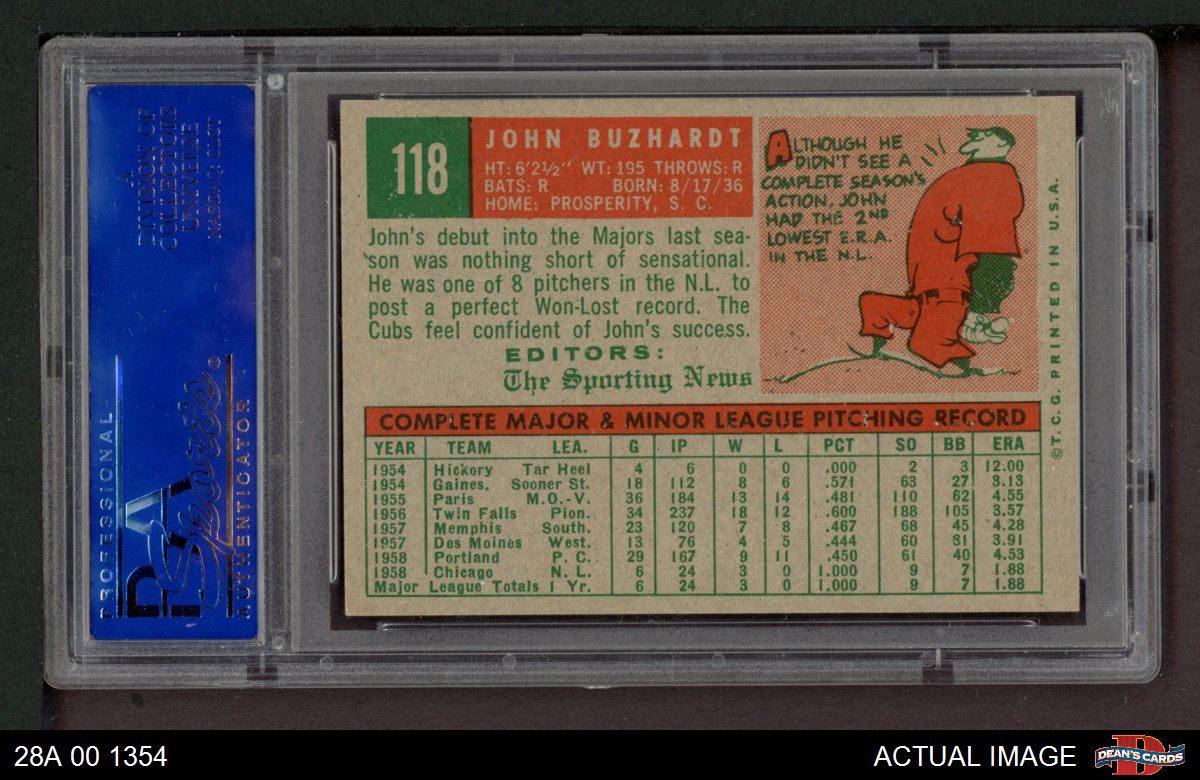 A
DIVISION OF
COLLECTORS
UNIVERSE
NASDAQ: CLCT
PROFESSIONAL
PSA
Sports
AUTHENTICATOR
118
JOHN BUZHARDT
HT: 6'2½" WT: 195 THROWS: R
BATS: R BORN: 8/17/36
HOME: PROSPERITY, S. C.
John's debut into the Majors last sea-
son was nothing short of sensational.
He was one of 8 pitchers in the N.L. to
post a perfect Won-Lost record. The
Cubs feel confident of John's success.
EDITORS:
The Sporting News
ALTHOUGH HE
DIDN'T SEE A
COMPLETE SEASON'S
ACTION, JOHN
HAD THE 2ND
LOWEST E.R.A.
IN THE N.L.
©T.C.G. PRINTED IN U.S.A.
COMPLETE MAJOR & MINOR LEAGUE PITCHING RECORD
YEAR TEAM LEA. G IP W L PCT SO BB ERA
1954 Hickory Tar Heel 4 6 0 0 .000 2 3 12.00
1954 Gaines. Sooner St. 18 112 8 6 .571 63 27 3.13
1955 Paris M.O.-V. 36 184 13 14 .481 110 62 4.55
1956 Twin Falls Pion. 34 237 18 12 .600 188 105 3.57
1957 Memphis South. 23 120 7 8 .467 68 45 4.28
1957 Des Moines West. 13 76 4 5 .444 60 31 3.91
1958 Portland P. C. 29 167 9 11 .450 61 40 4.53
1958 Chicago N. L. 6 24 3 0 1.000 9 7 1.88
Major League Totals 1 Yr. 6 24 3 0 1.000 9 7 1.88
28A 00 1354
ACTUAL IMAGE
DEAN'S CARDS